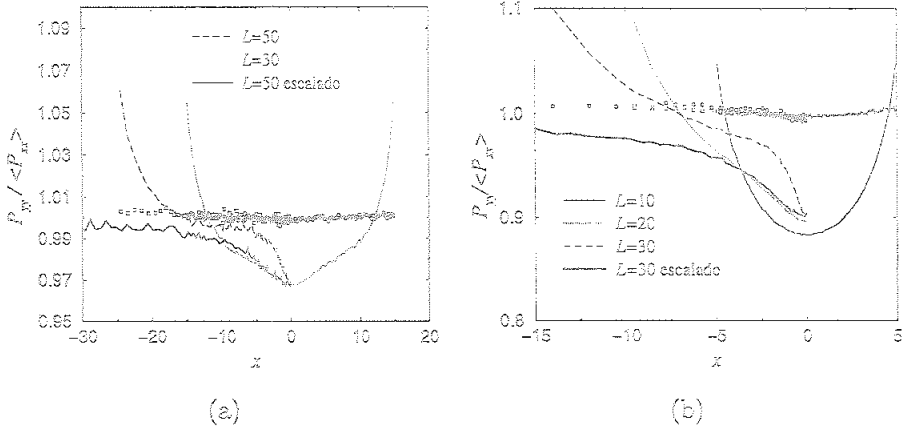 1.09
1.07
1.05
1.03
1.01
0.99
0.97
0.95
P_yy / <P_xx>
L=50
L=30
L=50 escalado
−30 −20 −10 0 10 20
x
(a)
1.1
1.0
0.9
0.8
P_yy / <P_xx>
L=10
L=20
L=30
L=30 escalado
−15 −10 −5 0 5
x
(b)